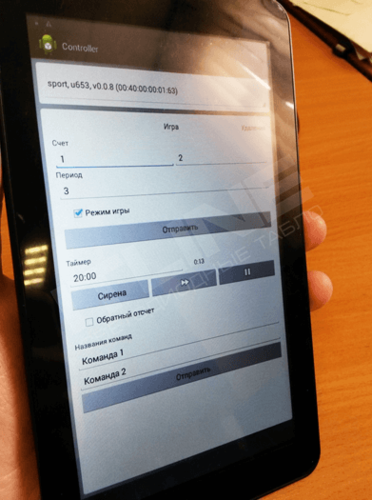 Controller
sport, u653, v0.0.8 (00:40:00:00:01:63)
Игра
Счет
1 2
Период
3
Режим игры
Отправить
Таймер
20:00 0:13
Сирена
Обратный отсчет
Названия команд
Команда 1
Команда 2
Отправить